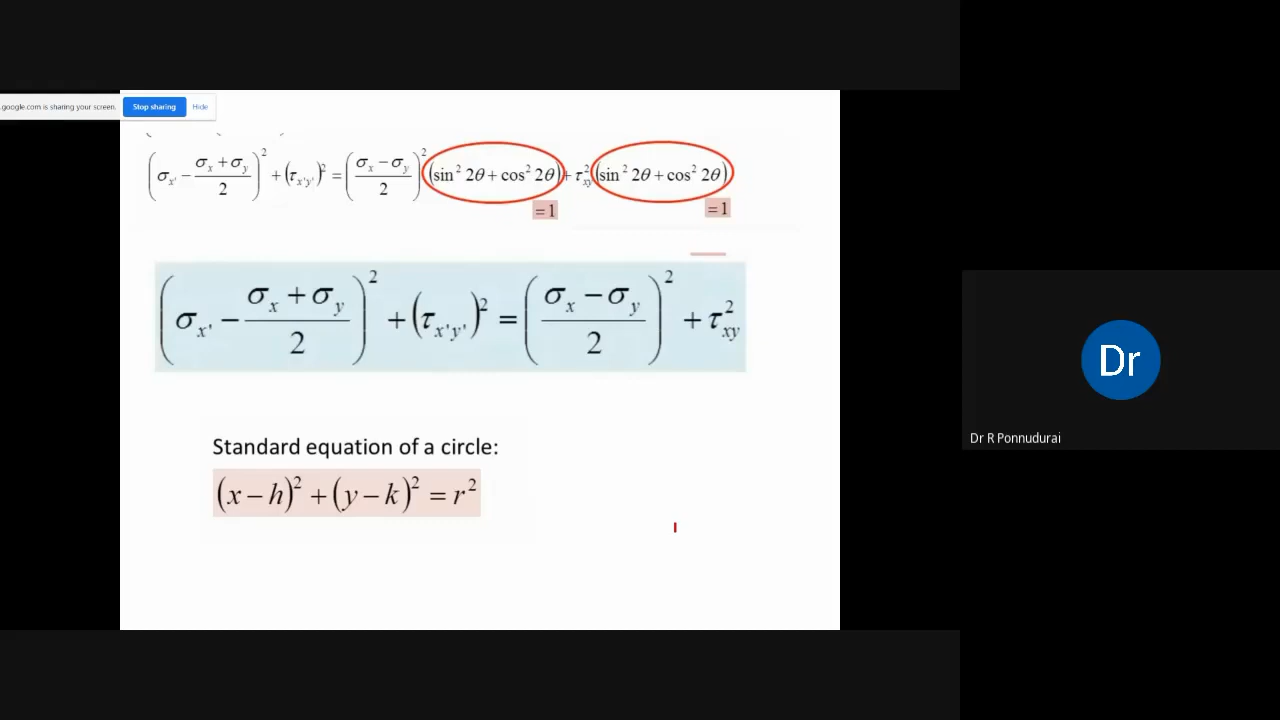 .google.com is sharing your screen. Stop sharing Hide
(σx' − (σx + σy)/2)² + (τx'y')² = ((σx − σy)/2)² (sin² 2θ + cos² 2θ) + τxy² (sin² 2θ + cos² 2θ)
=1 =1
(σx' − (σx + σy)/2)² + (τx'y')² = ((σx − σy)/2)² + τxy²
Standard equation of a circle:
(x − h)² + (y − k)² = r²
Dr
Dr R Ponnudurai